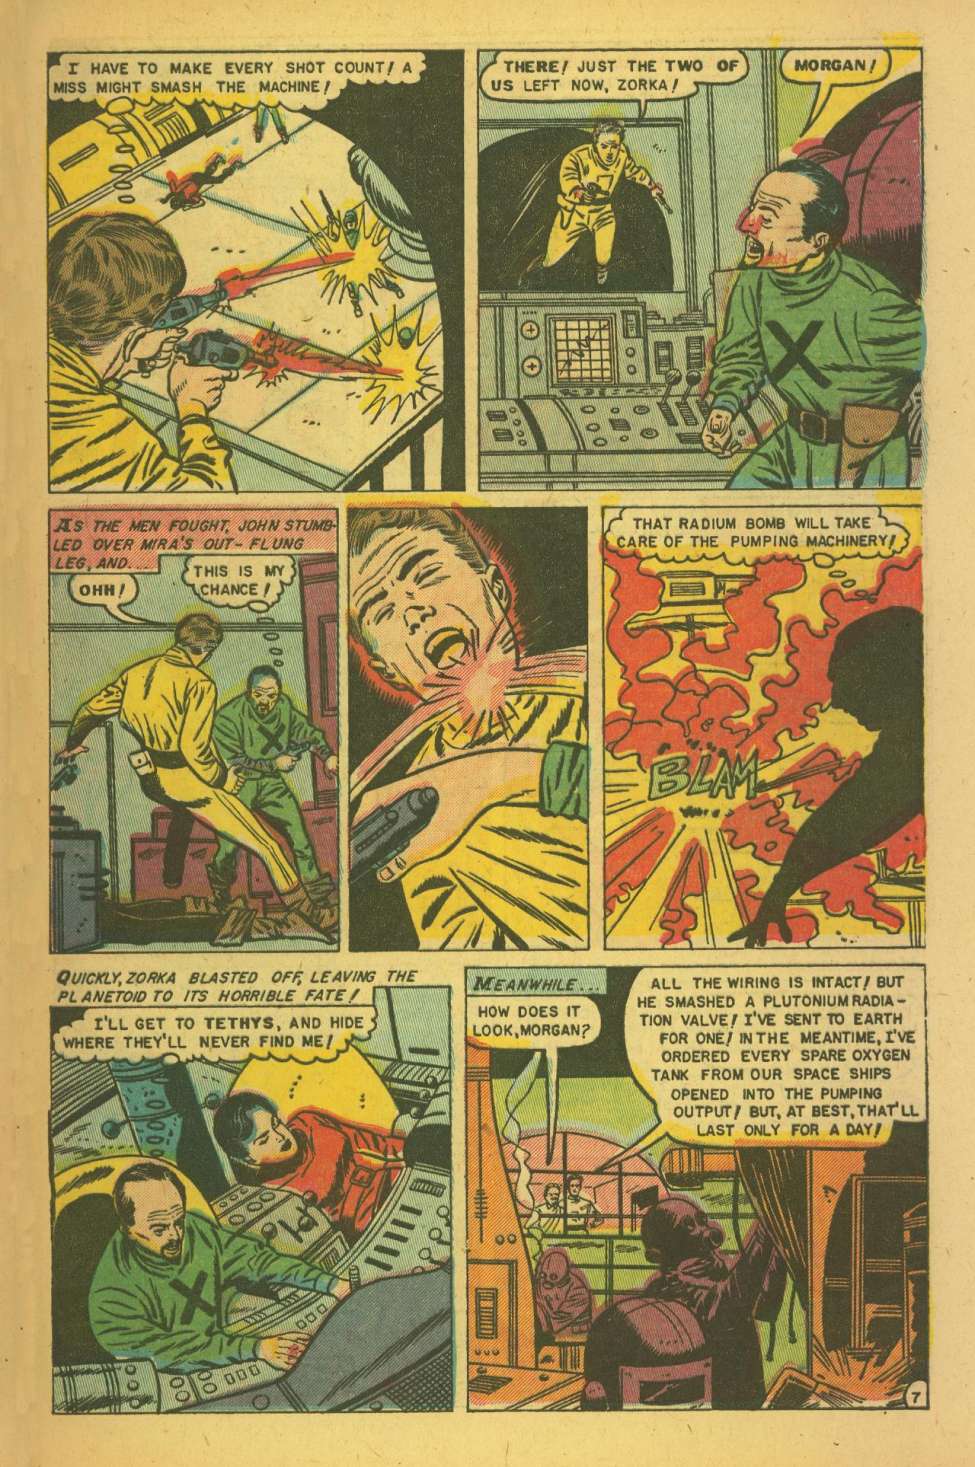 I HAVE TO MAKE EVERY SHOT COUNT! A
MISS MIGHT SMASH THE MACHINE!
THERE! JUST THE TWO OF
US LEFT NOW, ZORKA!
MORGAN!
X
AS THE MEN FOUGHT, JOHN STUMB-
LED OVER MIRA'S OUT-FLUNG
LEG, AND...
OHH!
THIS IS MY
CHANCE!
X
THAT RADIUM BOMB WILL TAKE
CARE OF THE PUMPING MACHINERY!
BLAM
QUICKLY, ZORKA BLASTED OFF, LEAVING THE
PLANETOID TO ITS HORRIBLE FATE!
I'LL GET TO TETHYS, AND HIDE
WHERE THEY'LL NEVER FIND ME!
X
MEANWHILE...
HOW DOES IT
LOOK, MORGAN?
ALL THE WIRING IS INTACT! BUT
HE SMASHED A PLUTONIUM RADIA-
TION VALVE! I'VE SENT TO EARTH
FOR ONE! IN THE MEANTIME, I'VE
ORDERED EVERY SPARE OXYGEN
TANK FROM OUR SPACE SHIPS
OPENED INTO THE PUMPING
OUTPUT! BUT, AT BEST, THAT'LL
LAST ONLY FOR A DAY!
7